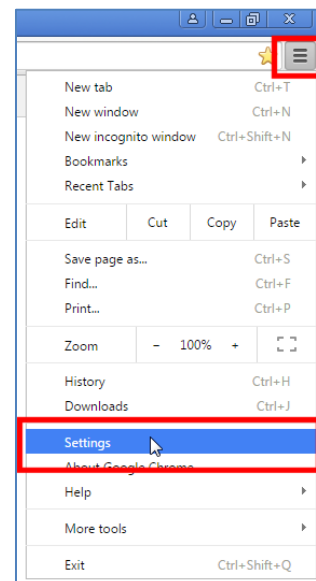 New tab Ctrl+T
New window Ctrl+N
New incognito window Ctrl+Shift+N
Bookmarks
Recent Tabs
Edit Cut Copy Paste
Save page as... Ctrl+S
Find... Ctrl+F
Print... Ctrl+P
Zoom - 100% +
History Ctrl+H
Downloads Ctrl+J
Settings
About Google Chrome
Help
More tools
Exit Ctrl+Shift+Q